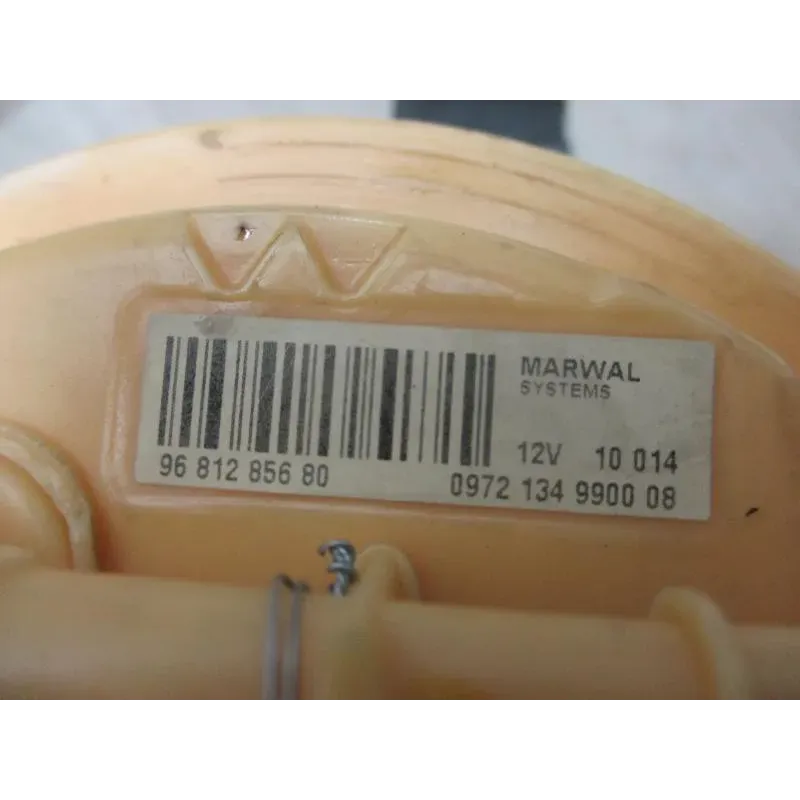 MARWAL
SYSTEMS
12V 10 014
96 812 856 80
0972 134 9900 08